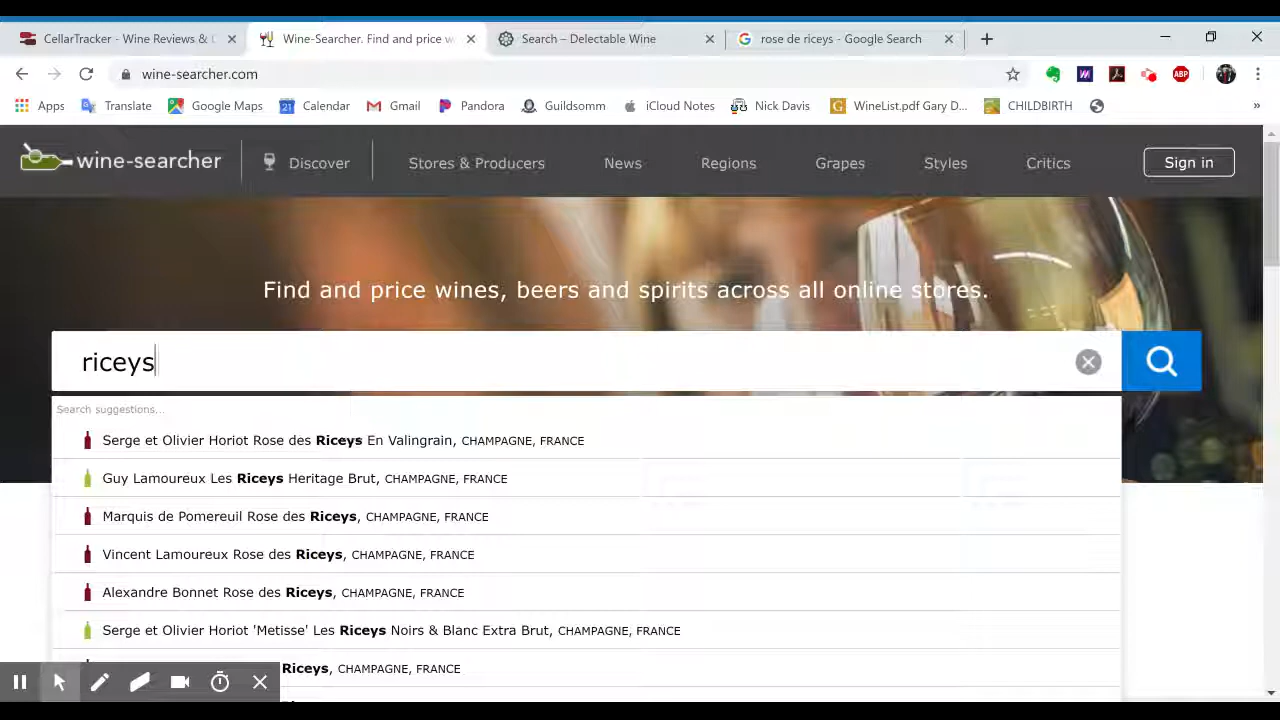 CellarTracker - Wine Reviews &
Wine-Searcher. Find and price w
Search – Delectable Wine
rose de riceys - Google Search
wine-searcher.com
ABP
Apps
Translate
Google Maps
Calendar
Gmail
Pandora
Guildsomm
iCloud Notes
Nick Davis
WineList.pdf Gary D...
CHILDBIRTH
»
wine-searcher
Discover
Stores & Producers
News
Regions
Grapes
Styles
Critics
Sign in
Find and price wines, beers and spirits across all online stores.
riceys
Search suggestions...
Serge et Olivier Horiot Rose des Riceys En Valingrain, CHAMPAGNE, FRANCE
Guy Lamoureux Les Riceys Heritage Brut, CHAMPAGNE, FRANCE
Marquis de Pomereuil Rose des Riceys, CHAMPAGNE, FRANCE
Vincent Lamoureux Rose des Riceys, CHAMPAGNE, FRANCE
Alexandre Bonnet Rose des Riceys, CHAMPAGNE, FRANCE
Serge et Olivier Horiot 'Metisse' Les Riceys Noirs & Blanc Extra Brut, CHAMPAGNE, FRANCE
Riceys, CHAMPAGNE, FRANCE